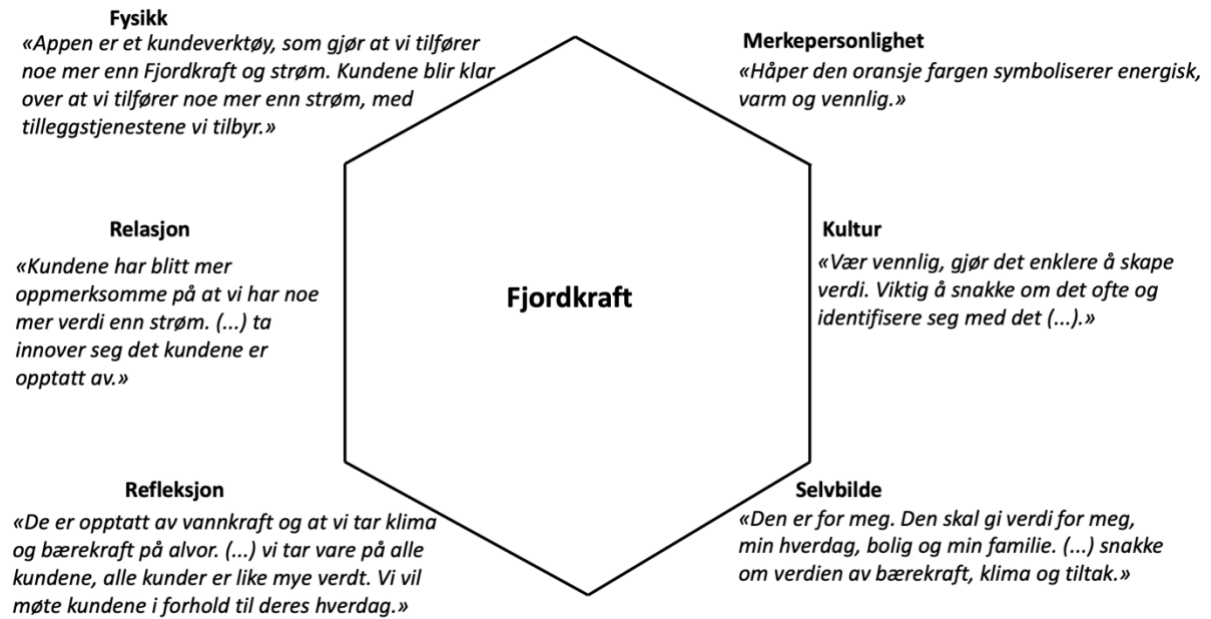 Fysikk
«Appen er et kundeverktøy, som gjør at vi tilfører
noe mer enn Fjordkraft og strøm. Kundene blir klar
over at vi tilfører noe mer enn strøm, med
tilleggstjenestene vi tilbyr.»
Merkepersonlighet
«Håper den oransje fargen symboliserer energisk,
varm og vennlig.»
Relasjon
«Kundene har blitt mer
oppmerksomme på at vi har noe
mer verdi enn strøm. (...) ta
innover seg det kundene er
opptatt av.»
Fjordkraft
Kultur
«Vær vennlig, gjør det enklere å skape
verdi. Viktig å snakke om det ofte og
identifisere seg med det (...).»
Refleksjon
«De er opptatt av vannkraft og at vi tar klima
og bærekraft på alvor. (...) vi tar vare på alle
kundene, alle kunder er like mye verdt. Vi vil
møte kundene i forhold til deres hverdag.»
Selvbilde
«Den er for meg. Den skal gi verdi for meg,
min hverdag, bolig og min familie. (...) snakke
om verdien av bærekraft, klima og tiltak.»